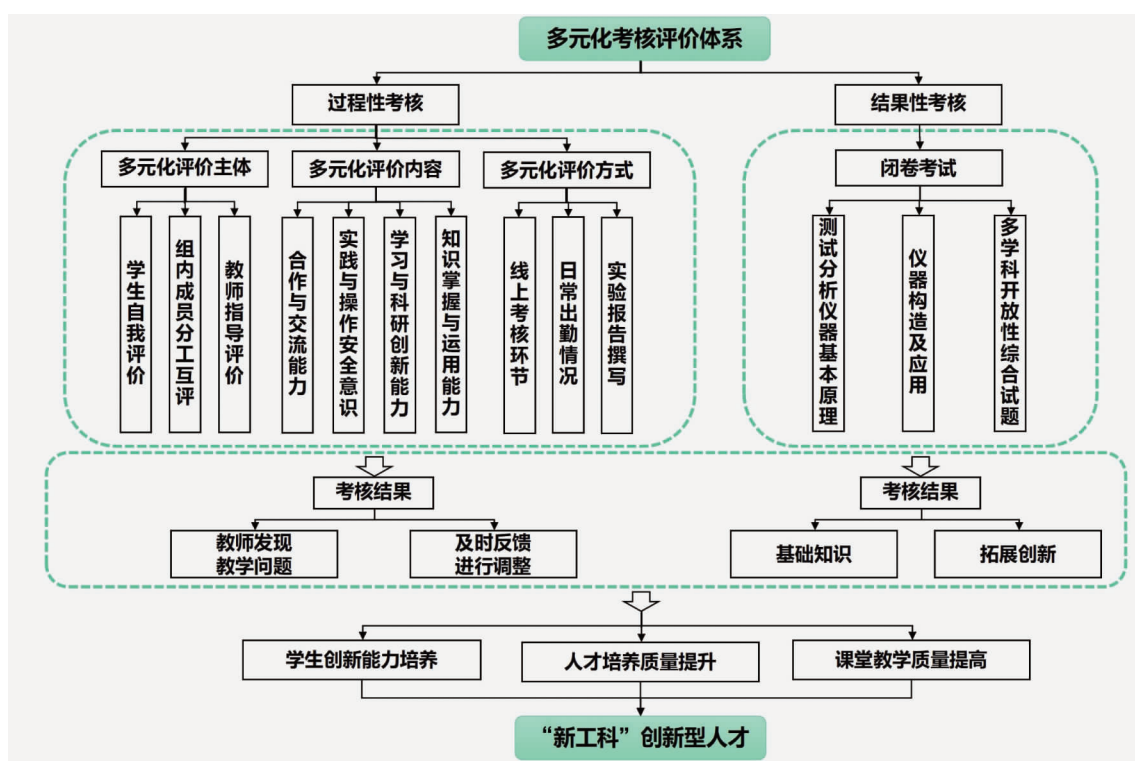 多元化考核评价体系
过程性考核
结果性考核
多元化评价主体
多元化评价内容
多元化评价方式
闭卷考试
学生自我评价
组内成员分工互评
教师指导评价
合作与交流能力
实践与操作安全意识
学习与科研创新能力
知识掌握与运用能力
线上考核环节
日常出勤情况
实验报告撰写
测试分析仪器基本原理
仪器构造及应用
多学科开放性综合试题
考核结果
考核结果
教师发现
教学问题
及时反馈
进行调整
基础知识
拓展创新
学生创新能力培养
人才培养质量提升
课堂教学质量提高
“新工科”创新型人才